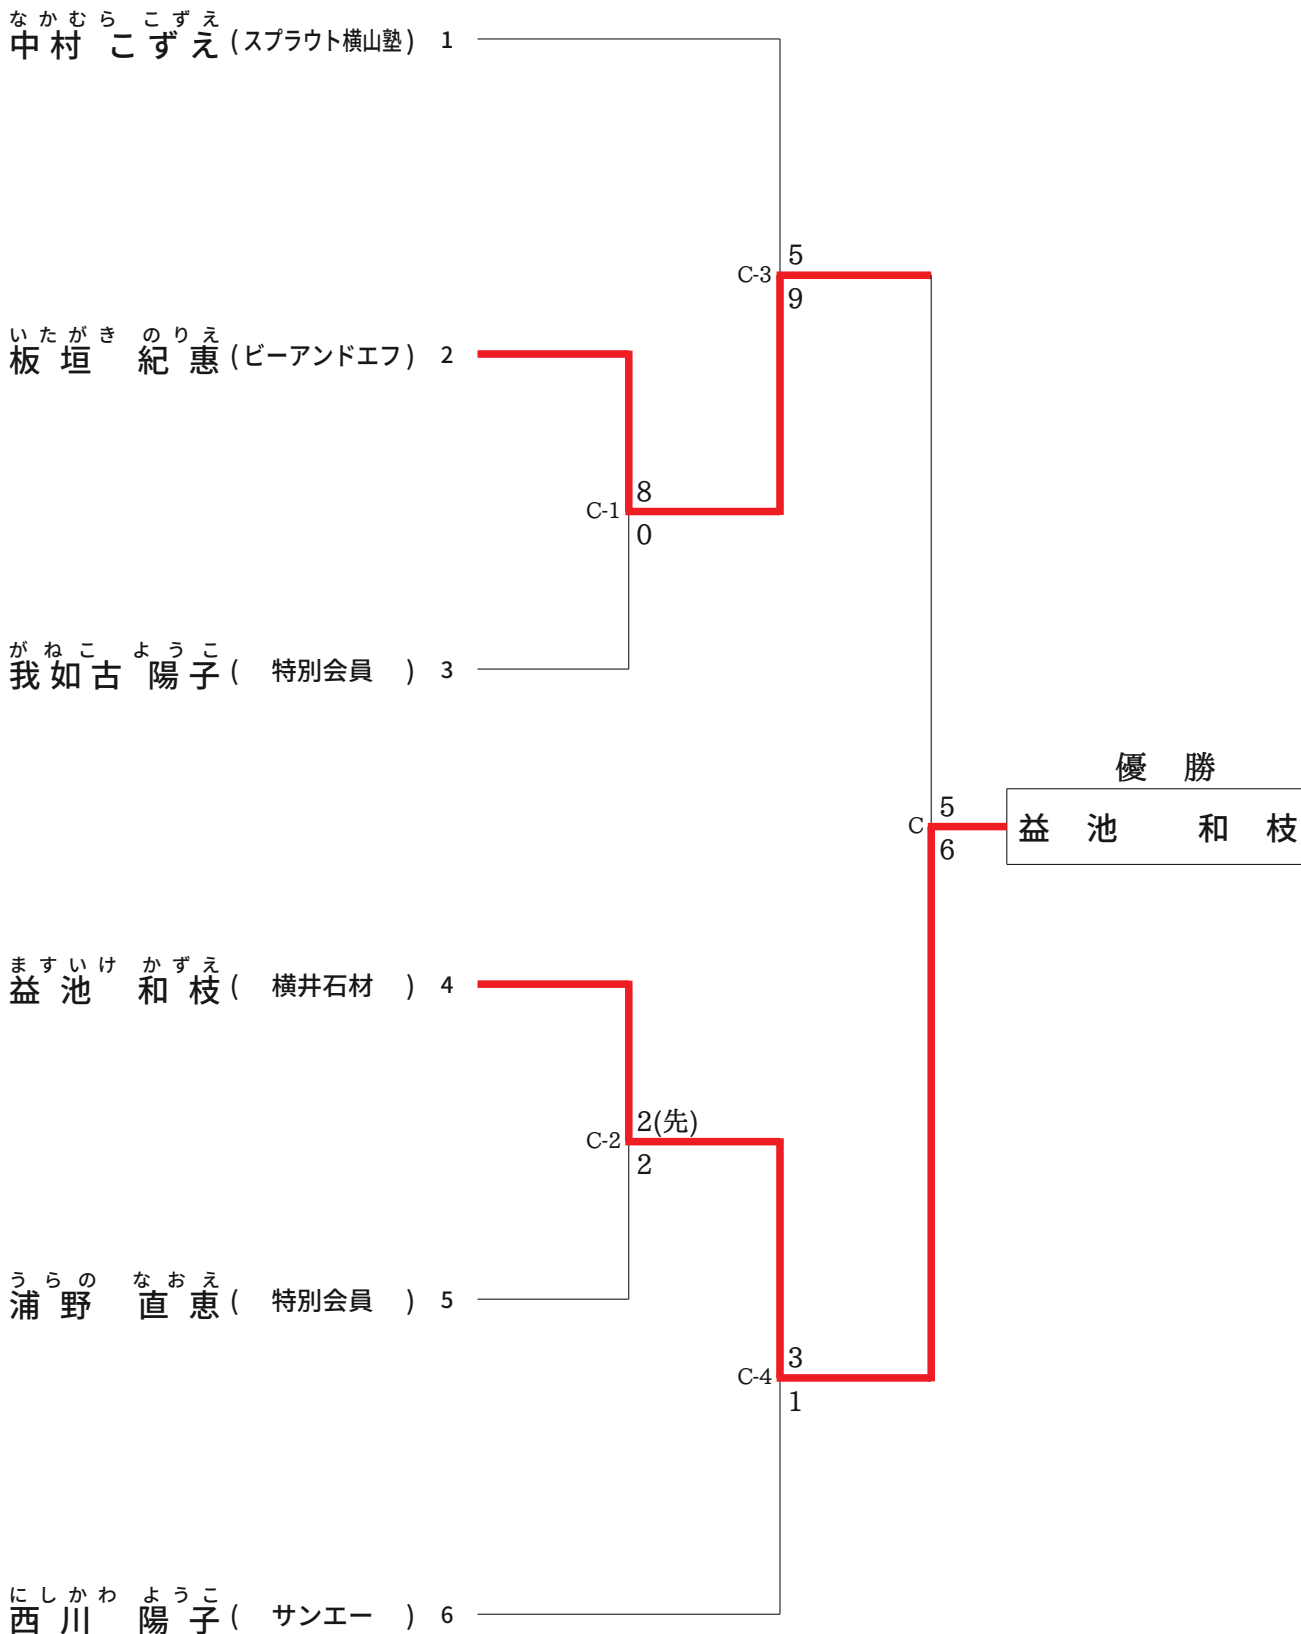 なかむら こずえ
中村 こずえ (スプラウト横山塾) 1
5
C-3
9
いたがき のりえ
板垣 紀惠 (ビーアンドエフ) 2
8
C-1
0
がねこ ようこ
我如古 陽子 ( 特別会員 ) 3
優 勝
5
C
益 池 和 枝
6
ますいけ かずえ
益池 和枝 ( 横井石材 ) 4
2(先)
C-2
2
うらの なおえ
浦野 直恵 ( 特別会員 ) 5
3
C-4
1
にしかわ ようこ
西川 陽子 ( サンエー ) 6